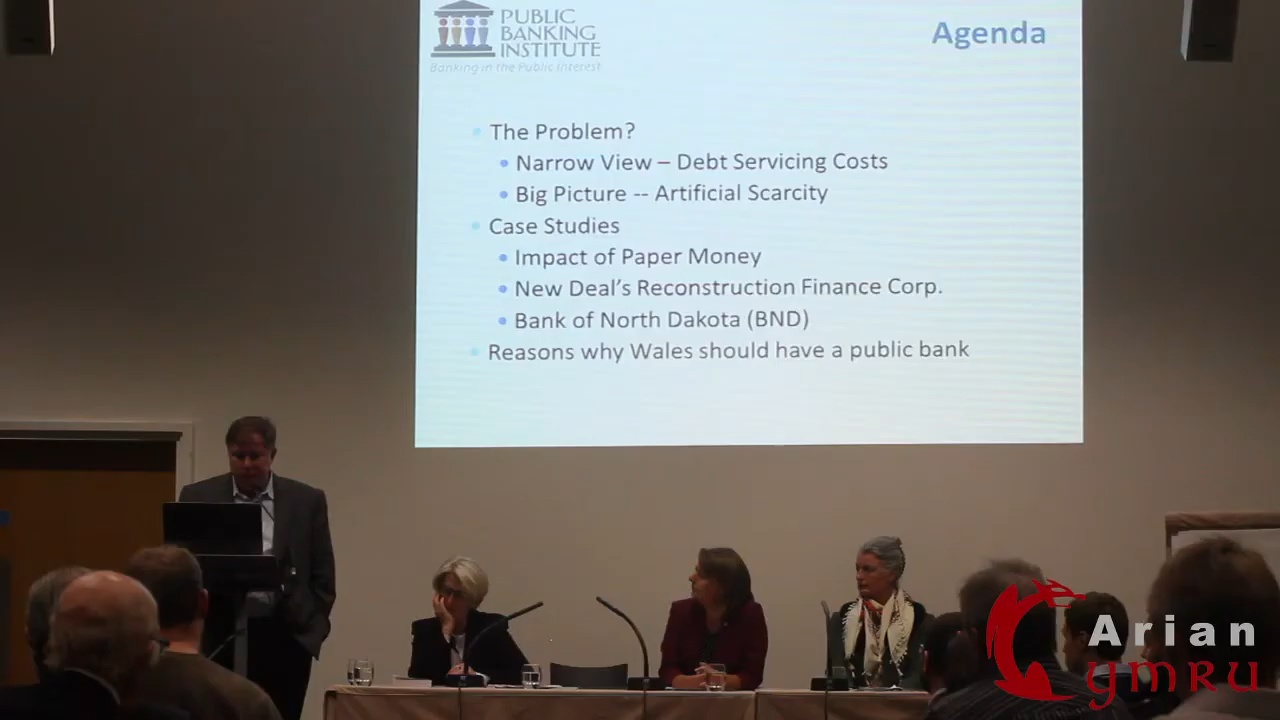 PUBLIC
BANKING
INSTITUTE
Banking in the Public Interest
Agenda
The Problem?
Narrow View – Debt Servicing Costs
Big Picture -- Artificial Scarcity
Case Studies
Impact of Paper Money
New Deal's Reconstruction Finance Corp.
Bank of North Dakota (BND)
Reasons why Wales should have a public bank
Arian
Cymru